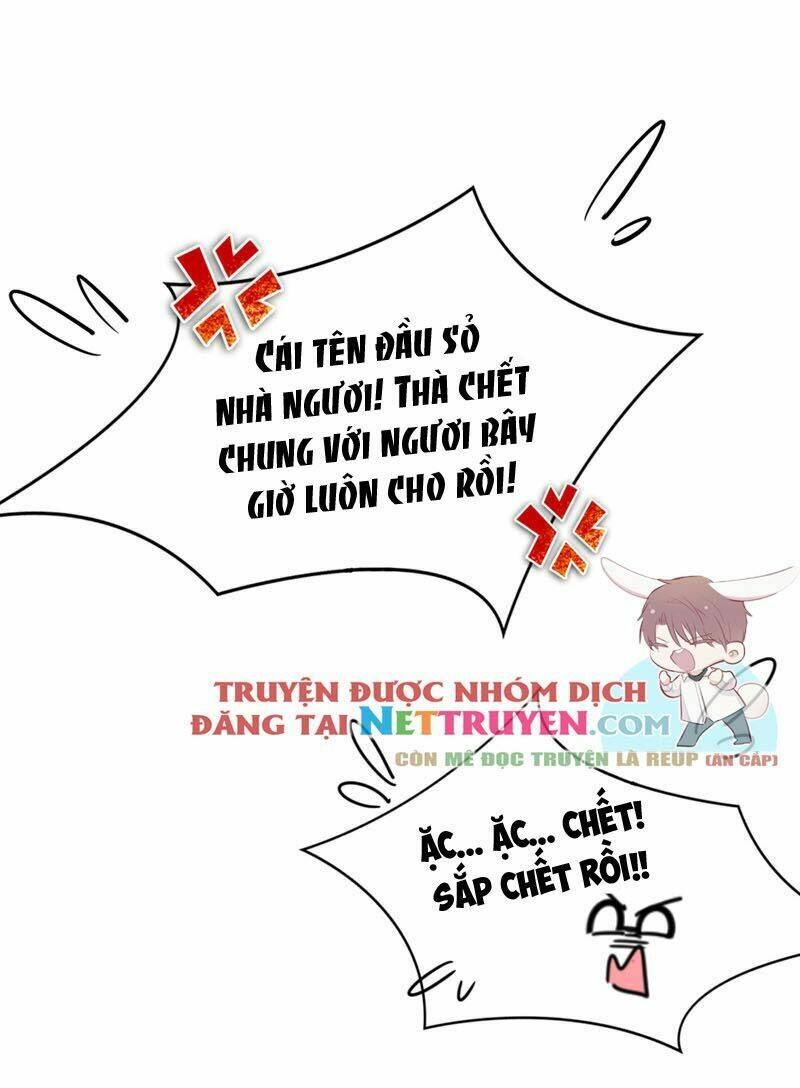 CÁI TÊN ĐẦU SỎ
NHÀ NGƯƠI! THÀ CHẾT
CHUNG VỚI NGƯƠI BÂY
GIỜ LUÔN CHO RỒI!
TRUYỆN ĐƯỢC NHÓM DỊCH
ĐĂNG TẠI NETTRUYEN.COM
CÒN MÊ ĐỌC TRUYỆN LÀ REUP (ĂN CẮP)
ẶC... ẶC... CHẾT!
SẮP CHẾT RỒI!!